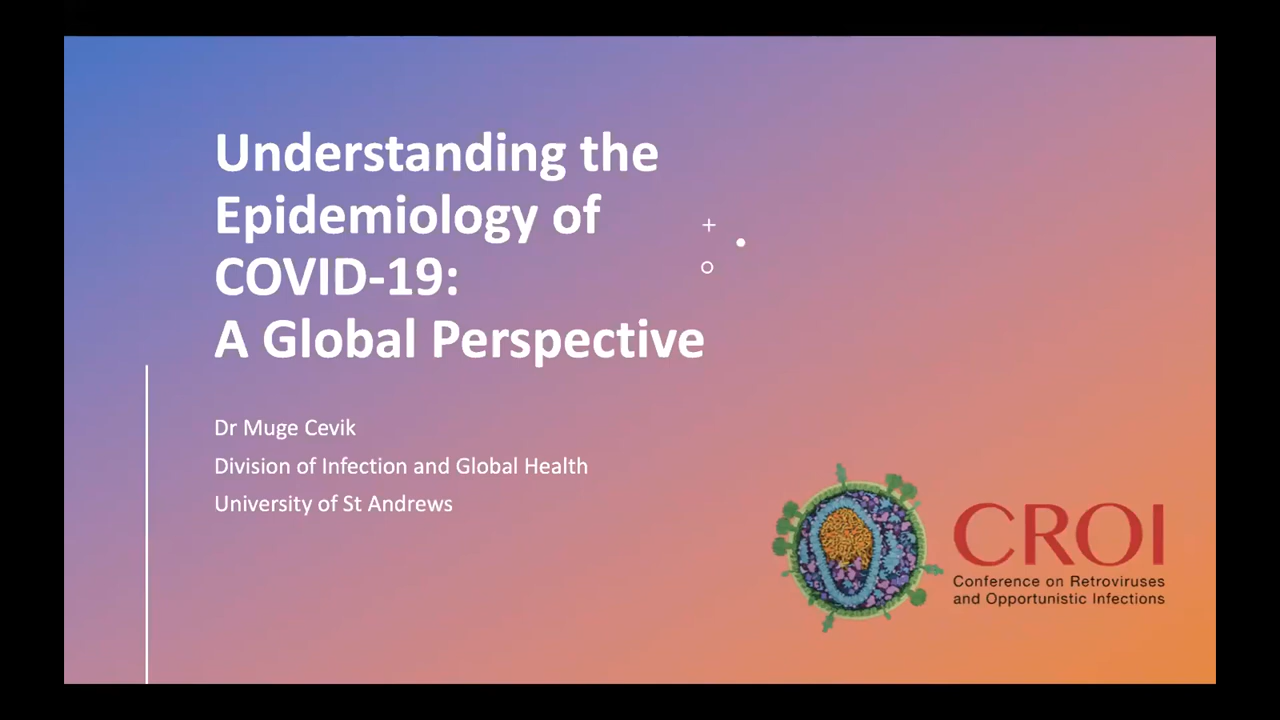 Understanding the
Epidemiology of
COVID-19:
A Global Perspective
Dr Muge Cevik
Division of Infection and Global Health
University of St Andrews
CROI
Conference on Retroviruses
and Opportunistic Infections